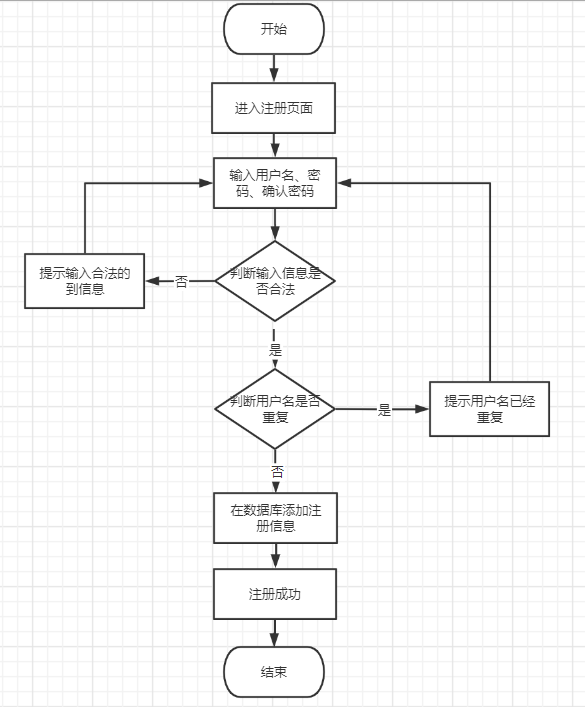 开始
进入注册页面
输入用户名、密
码、确认密码
判断输入信息是
否合法
否
提示输入合法的
到信息
是
判断用户名是否
重复
是
提示用户名已经
重复
否
在数据库添加注
册信息
注册成功
结束